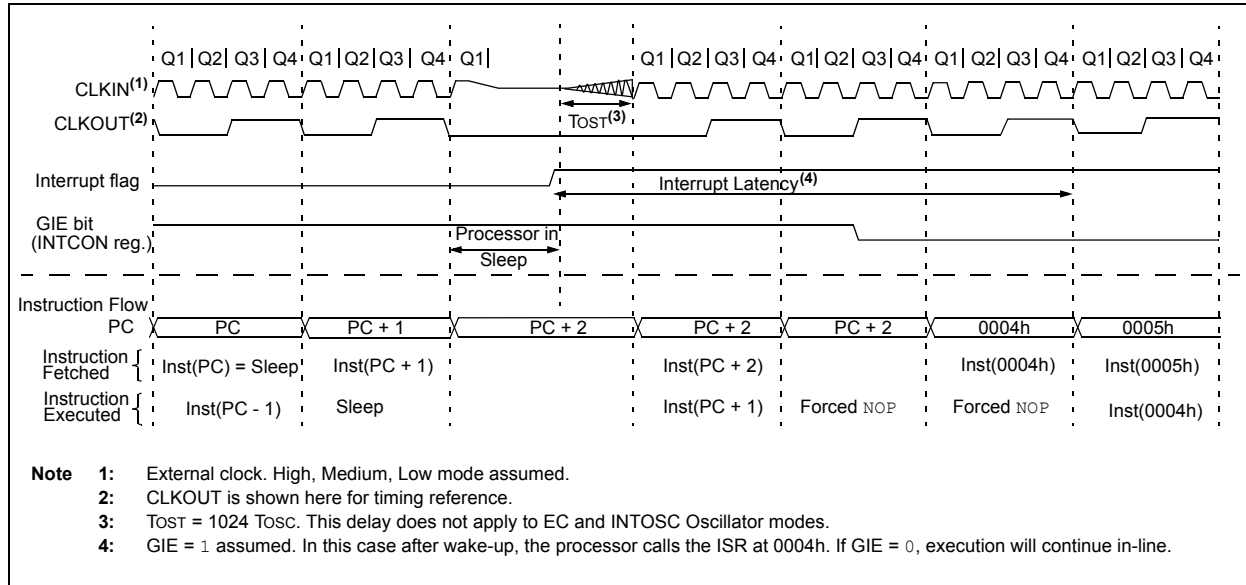 Q1 Q2 Q3 Q4 Q1 Q2 Q3 Q4 Q1 Q1 Q2 Q3 Q4 Q1 Q2 Q3 Q4 Q1 Q2 Q3 Q4 Q1 Q2 Q3 Q4
CLKIN(1)
CLKOUT(2)
TOST(3)
Interrupt flag
Interrupt Latency(4)
GIE bit
(INTCON reg.)
Processor in
Sleep
Instruction Flow
PC PC PC + 1 PC + 2 PC + 2 PC + 2 0004h 0005h
Instruction
Fetched
Inst(PC) = Sleep Inst(PC + 1) Inst(PC + 2) Inst(0004h) Inst(0005h)
Instruction
Executed
Inst(PC - 1) Sleep Inst(PC + 1) Forced NOP Forced NOP Inst(0004h)
Note 1: External clock. High, Medium, Low mode assumed.
2: CLKOUT is shown here for timing reference.
3: TOST = 1024 TOSC. This delay does not apply to EC and INTOSC Oscillator modes.
4: GIE = 1 assumed. In this case after wake-up, the processor calls the ISR at 0004h. If GIE = 0, execution will continue in-line.